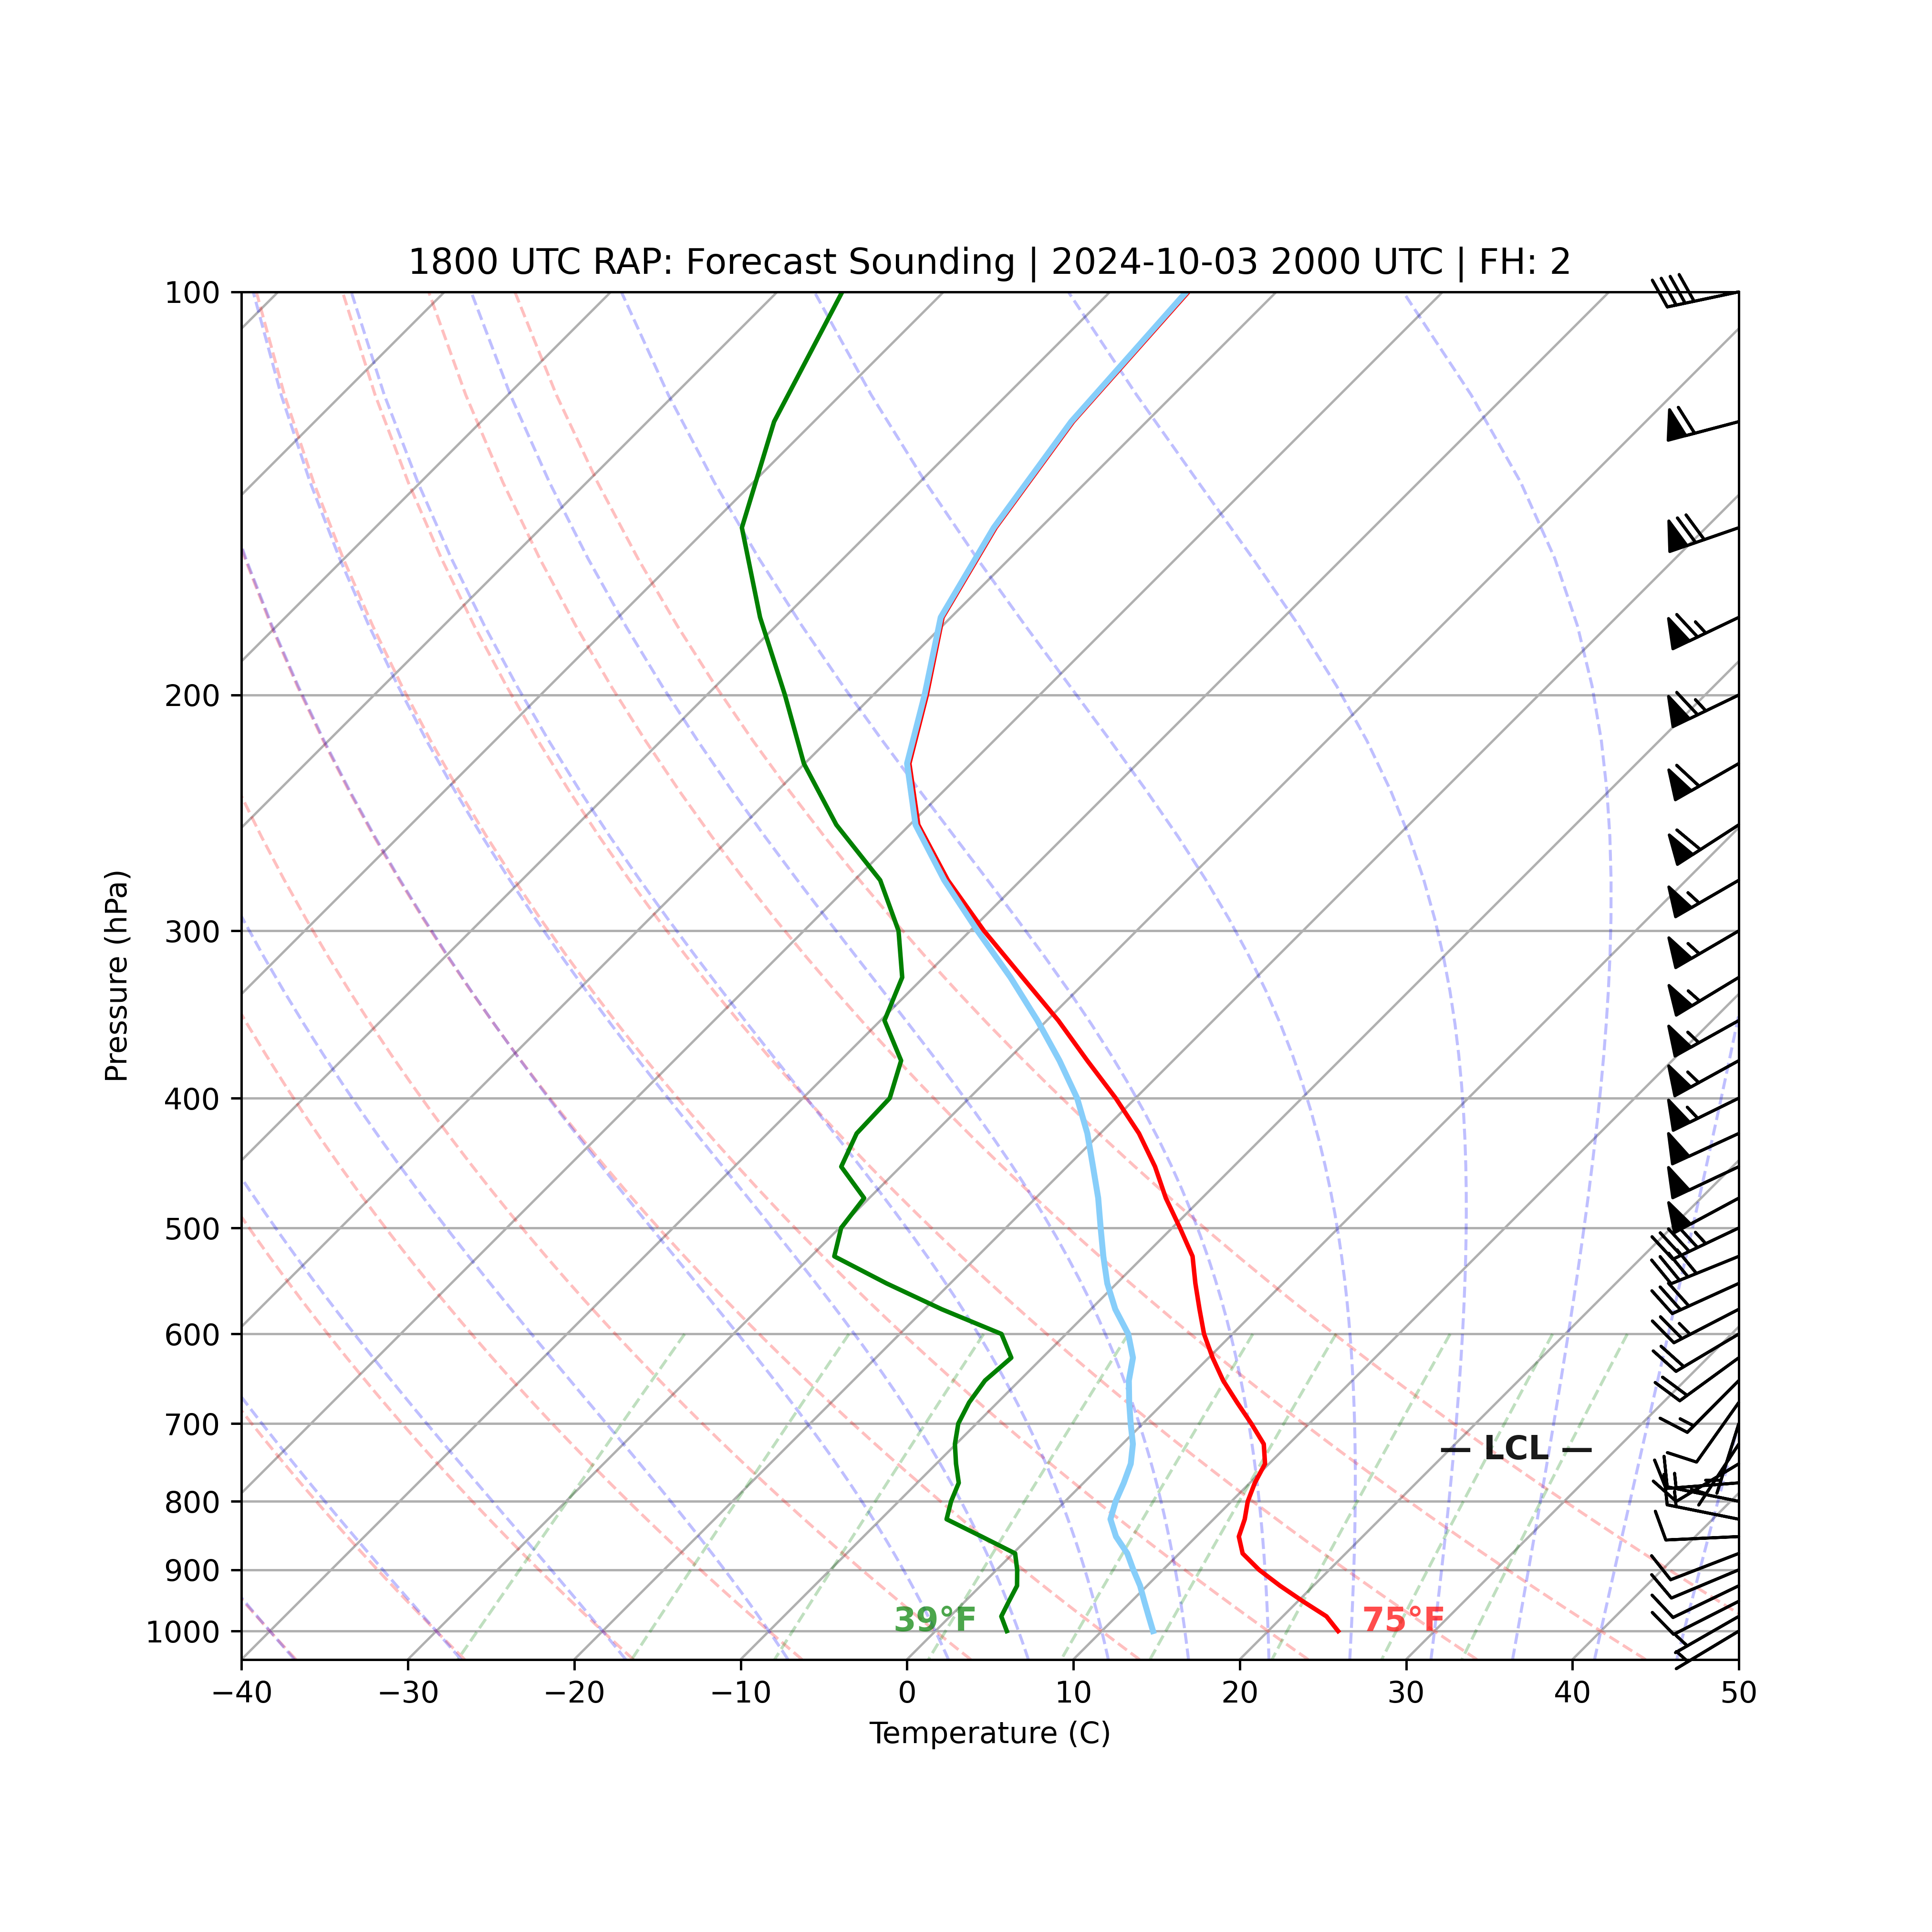 1800 UTC RAP: Forecast Sounding | 2024-10-03 2000 UTC | FH: 2
100
200
300
400
500
600
700
800
900
1000
Pressure (hPa)
— LCL —
39°F
75°F
−40 −30 −20 −10 0 10 20 30 40 50
Temperature (C)